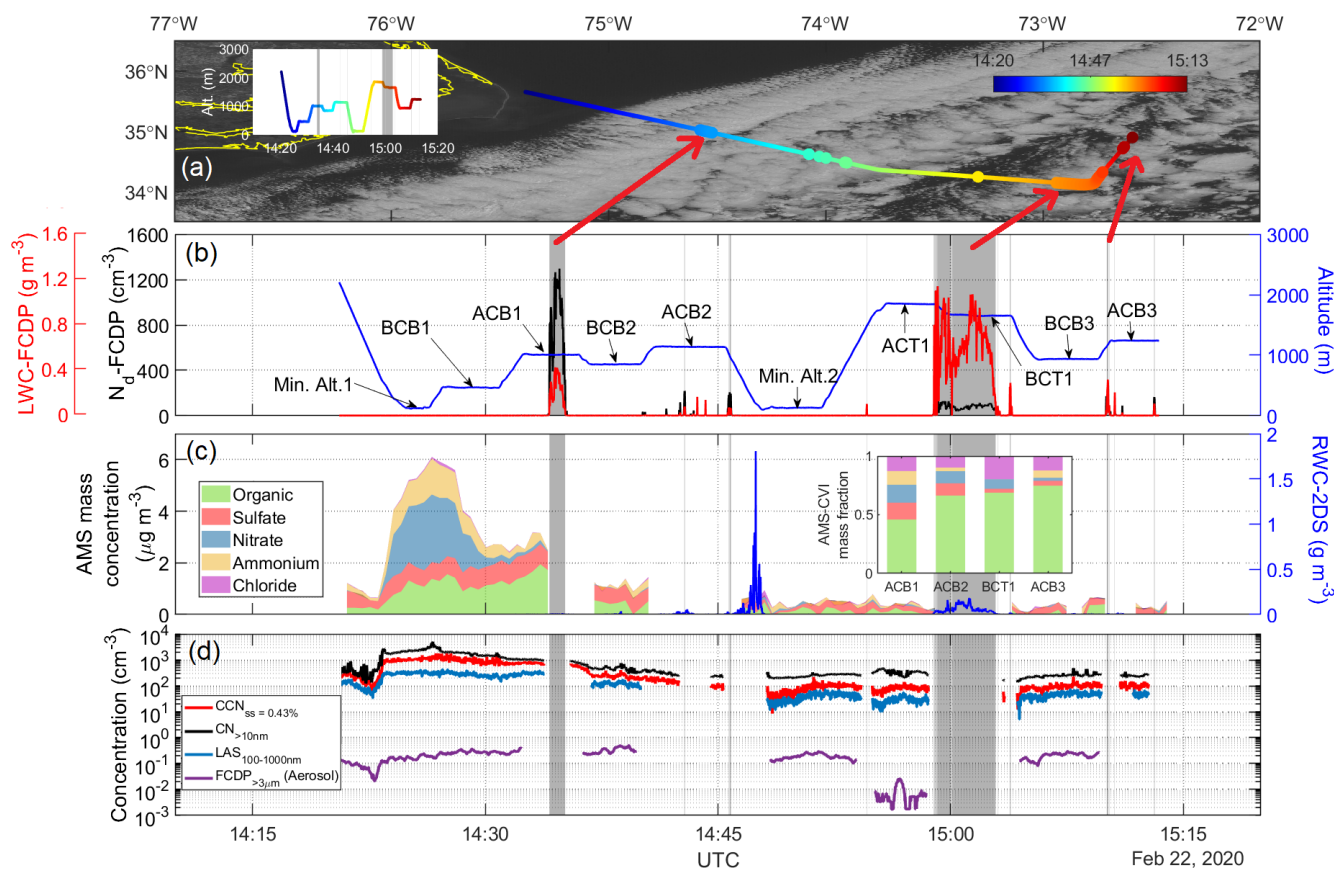 77°W 76°W 75°W 74°W 73°W 72°W
36°N
35°N
34°N
3000
2000
1000
0
Alt. (m)
14:20 14:40 15:00 15:20
14:20 14:47 15:13
(a)
(b)
LWC-FCDP (g m-3)
1.6
1.2
0.8
0.4
0
Nd-FCDP (cm-3)
1600
1200
800
400
0
Min. Alt.1
BCB1
ACB1
BCB2
ACB2
Min. Alt.2
ACT1
BCT1
BCB3
ACB3
3000
2000
1000
0
Altitude (m)
(c)
AMS mass
concentration
(μg m-3)
6
4
2
0
Organic
Sulfate
Nitrate
Ammonium
Chloride
AMS-CVI
mass fraction
1
0.5
0
ACB1 ACB2 BCT1 ACB3
2
1.5
1
0.5
0
RWC-2DS (g m-3)
(d)
Concentration (cm-3)
104
103
102
101
100
10-1
10-2
10-3
CCNss = 0.43%
CN>10nm
LAS100-1000nm
FCDP>3μm (Aerosol)
14:15 14:30 14:45 15:00 15:15
UTC
Feb 22, 2020